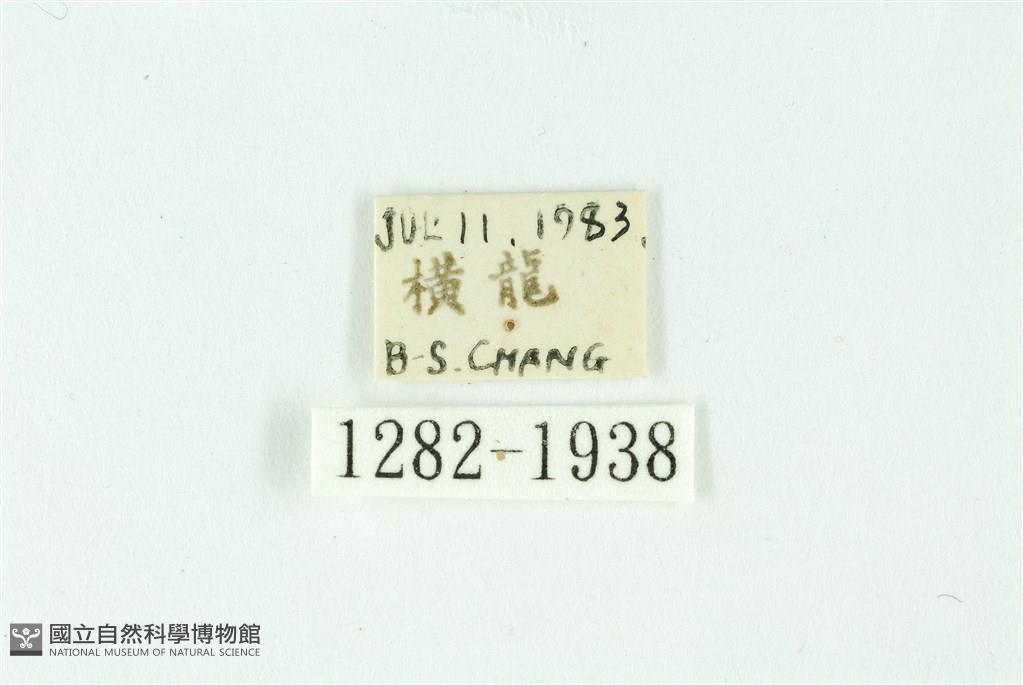 JUL 11. 1983.
橫龍
B-S. CHANG
1282-1938
國立自然科學博物館
NATIONAL MUSEUM OF NATURAL SCIENCE